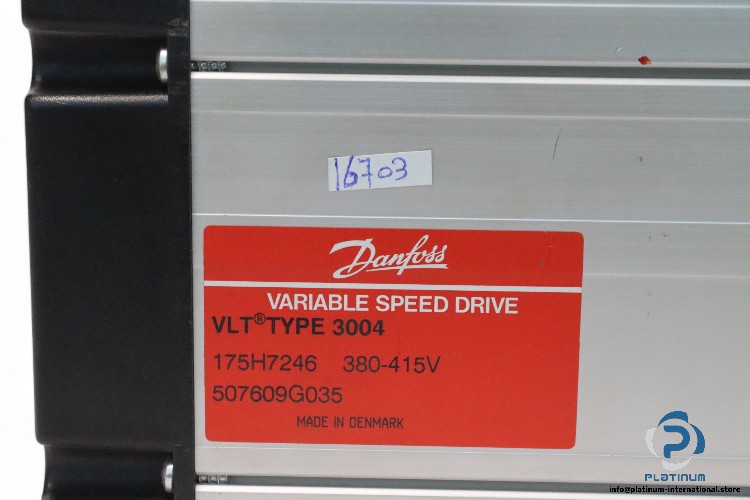 16703
Danfoss
VARIABLE SPEED DRIVE
VLT® TYPE 3004
175H7246 380-415V
507609G035
MADE IN DENMARK
PLATINUM
info@platinum-international.store